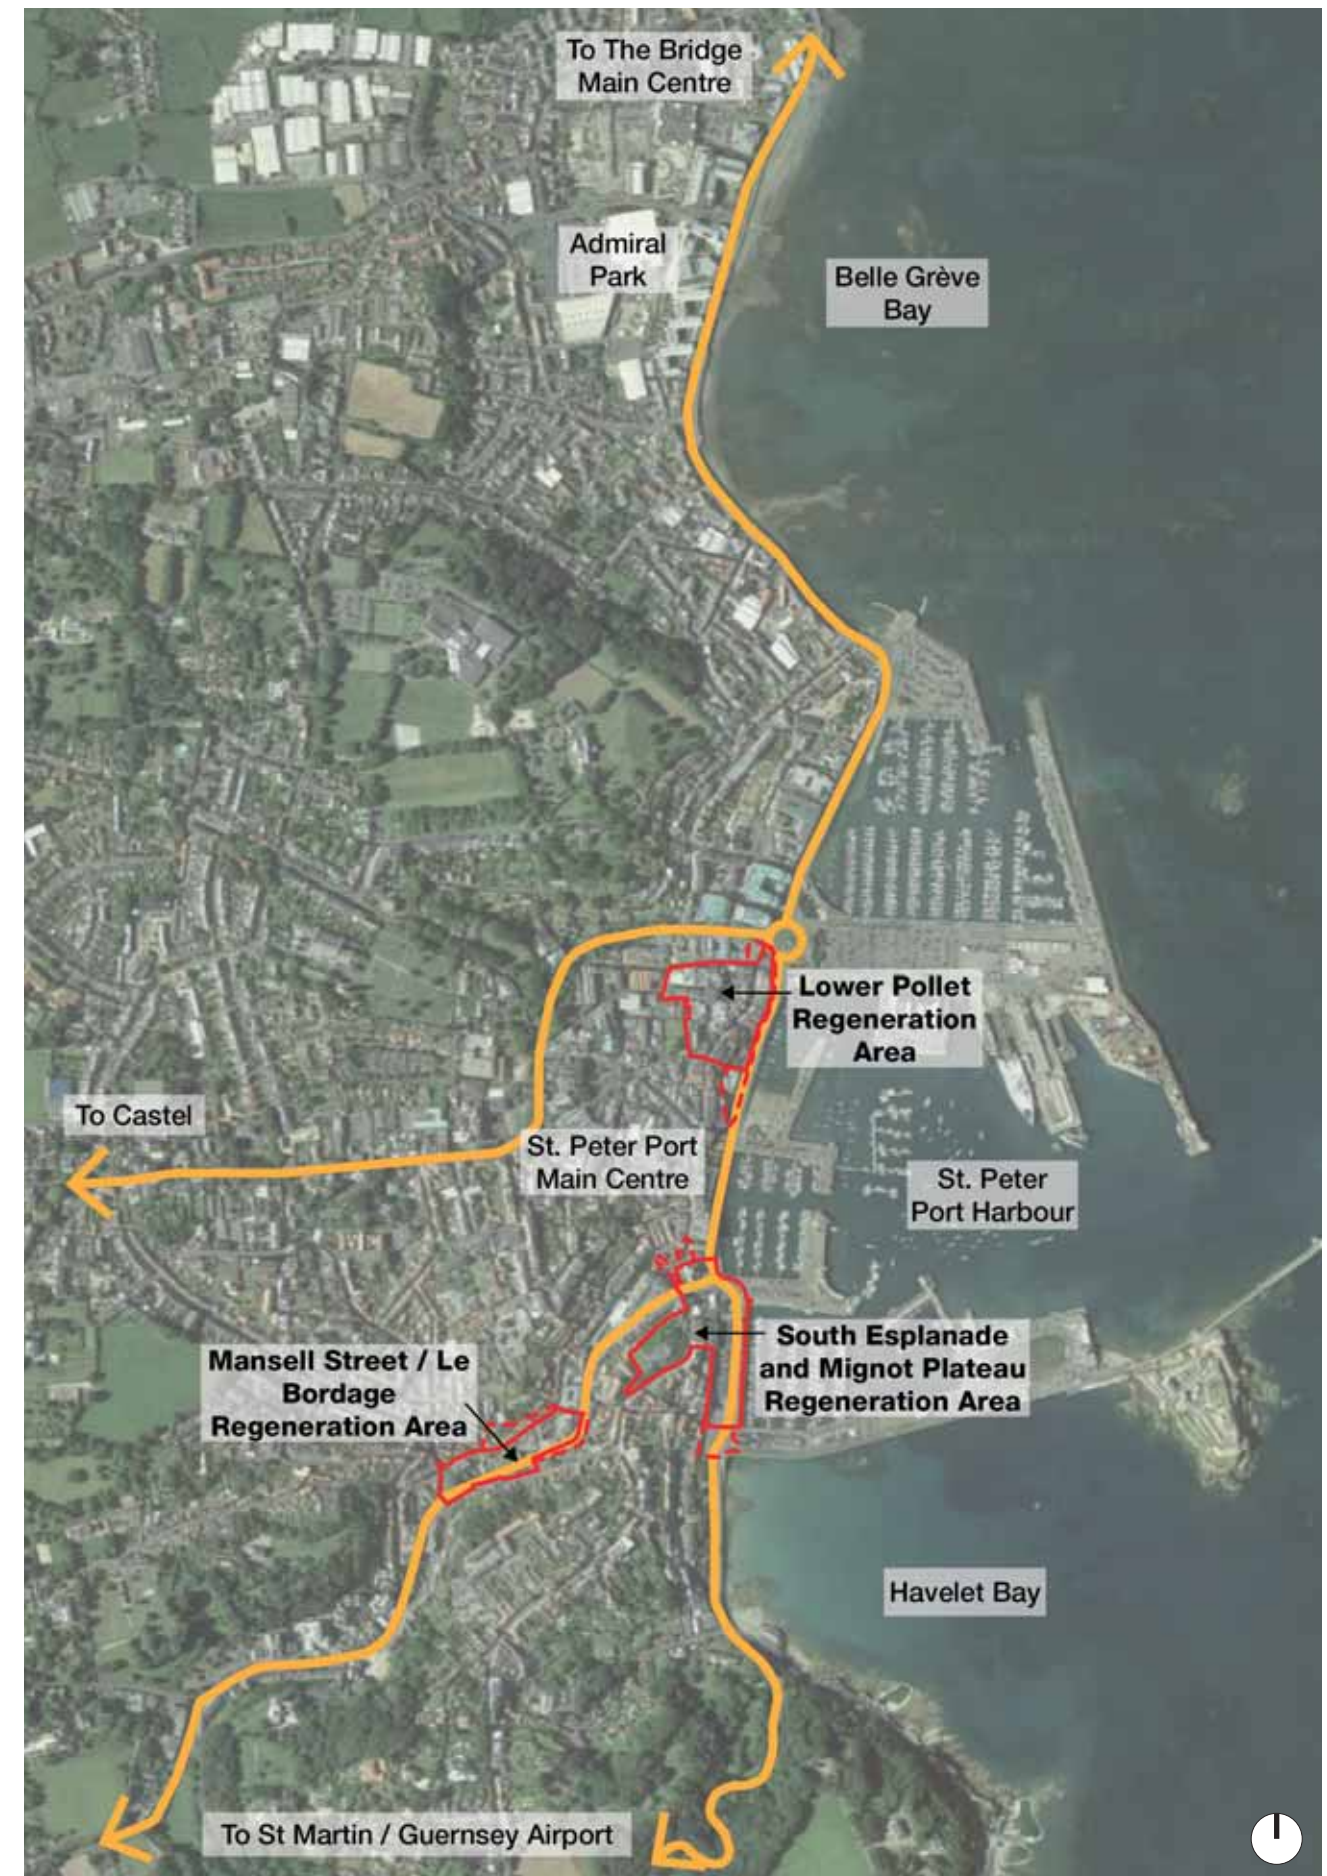 To The Bridge
Main Centre
Admiral
Park
Belle Grève
Bay
Lower Pollet
Regeneration
Area
To Castel
St. Peter Port
Main Centre
St. Peter
Port Harbour
South Esplanade
and Mignot Plateau
Regeneration Area
Mansell Street / Le
Bordage
Regeneration Area
Havelet Bay
To St Martin / Guernsey Airport